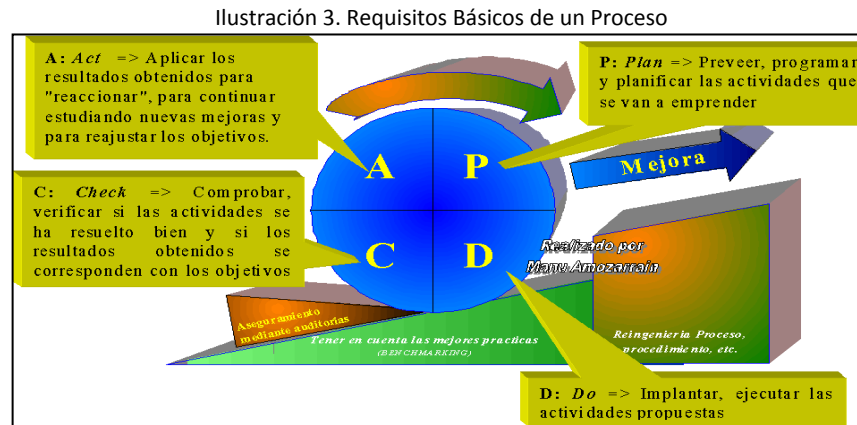 Ilustración 3. Requisitos Básicos de un Proceso
A: Act => Aplicar los
resultados obtenidos para
"reaccionar", para continuar
estudiando nuevas mejoras y
para reajustar los objetivos.
P: Plan => Preveer, programar
y planificar las actividades que
se van a emprender
A
P
Mejora
C: Check => Comprobar,
verificar si las actividades se
ha resuelto bien y si los
resultados obtenidos se
corresponden con los objetivos
C
D
Realizado por
Manu Amozarrain
Aseguramiento
mediante auditorías
Tener en cuenta las mejores practicas
(BENCHMARKING)
Reingenieria Proceso,
procedimiento, etc.
D: Do => Implantar, ejecutar las
actividades propuestas